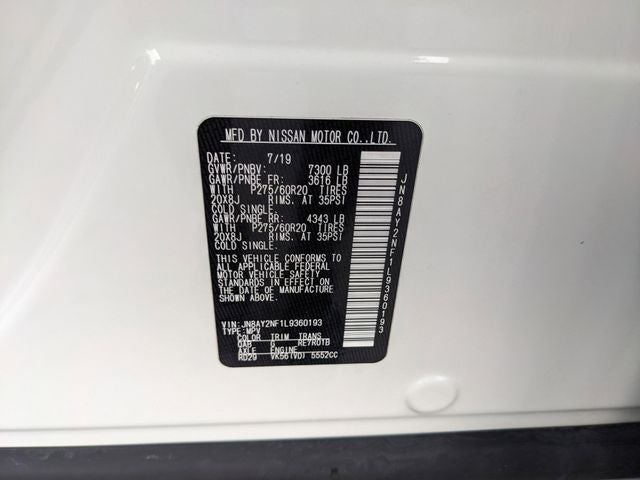 MFD BY NISSAN MOTOR CO.,LTD.
DATE: 7/19
GVWR/PNBV: 7300 LB
GAWR/PNBE FR: 3616 LB
WITH P275/60R20 TIRES
20X8J RIMS. AT 35PSI
COLD SINGLE.
GAWR/PNBE RR: 4343 LB
WITH P275/60R20 TIRES
20X8J RIMS. AT 35PSI
COLD SINGLE.
THIS VEHICLE CONFORMS TO
ALL APPLICABLE FEDERAL
MOTOR VEHICLE SAFETY
STANDARDS IN EFFECT ON
THE DATE OF MANUFACTURE
SHOWN ABOVE.
VIN: JN8AY2NF1L9360193
TYPE: MPV
COLOR TRIM TRANS
QAB G RE7R01B
AXLE ENGINE
RD29 VK56(VD) 5552CC
JN8AY2NF1L9360193